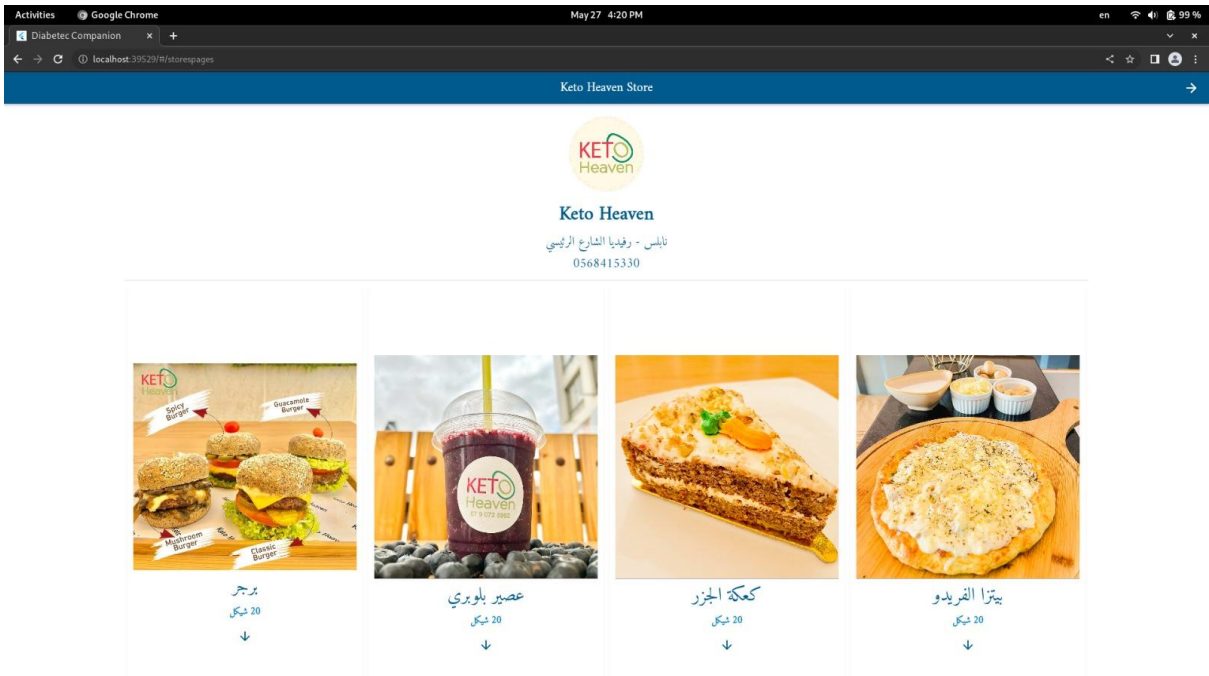 Activities Google Chrome May 27 4:20 PM en 99 %
Diabetec Companion
localhost:39529/#/storespages
Keto Heaven Store
KETO
Heaven
Keto Heaven
نابلس - رفيديا الشارع الرئيسي
0568415330
KETO
Heaven
Spicy
Burger
Guacamole
Burger
Mushroom
Burger
Classic
Burger
KETO
Heaven
برجر
عصير بلوبري
كعكة الجزر
بيتزا الفريدو
20 شيكل
20 شيكل
20 شيكل
20 شيكل